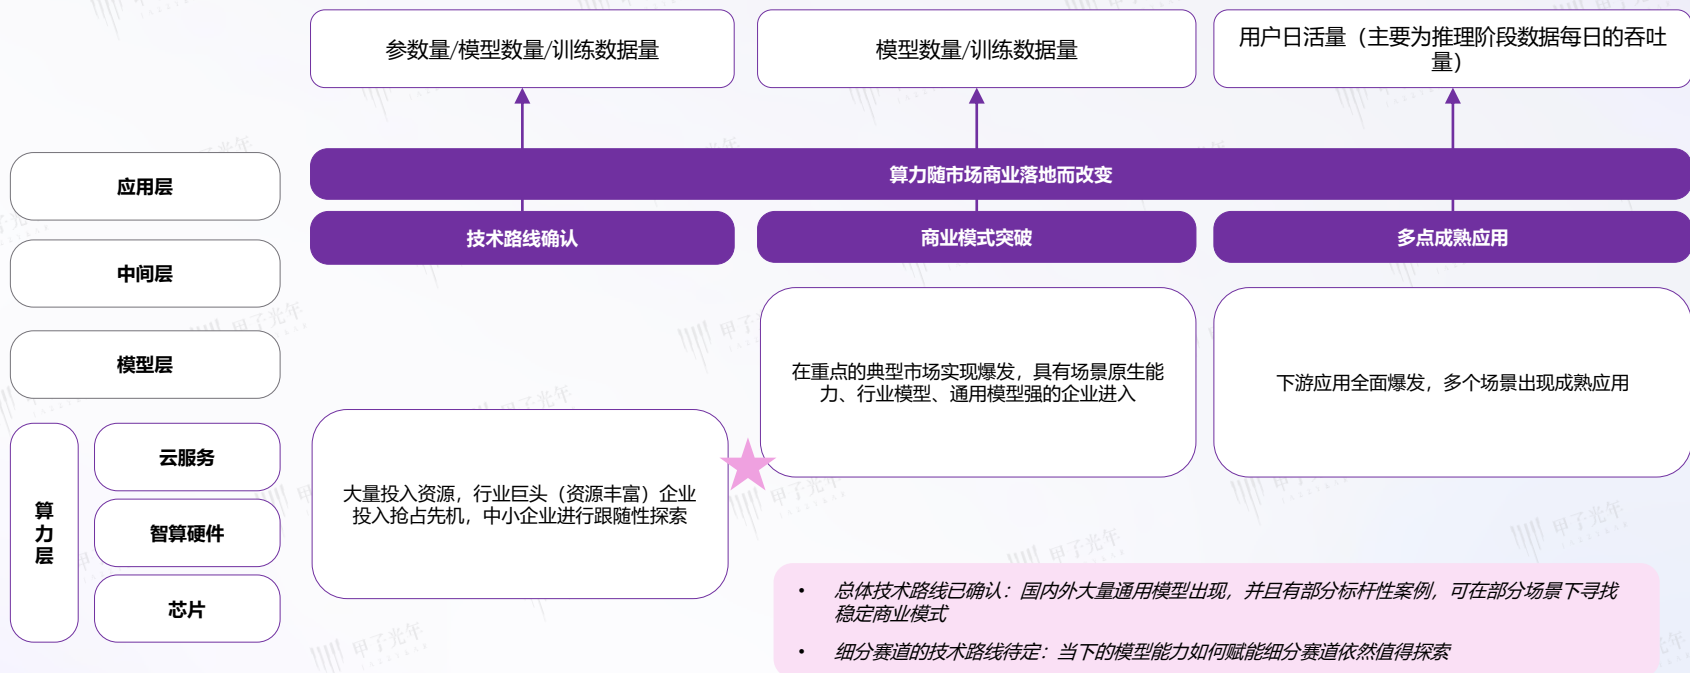 参数量/模型数量/训练数据量
模型数量/训练数据量
用户日活量（主要为推理阶段数据每日的吞吐
量）
算力随市场商业落地而改变
技术路线确认
商业模式突破
多点成熟应用
应用层
中间层
模型层
算力层
云服务
智算硬件
芯片
大量投入资源，行业巨头（资源丰富）企业
投入抢占先机，中小企业进行跟随性探索
在重点的典型市场实现爆发，具有场景原生能
力、行业模型、通用模型强的企业进入
下游应用全面爆发，多个场景出现成熟应用
• 总体技术路线已确认：国内外大量通用模型出现，并且有部分标杆性案例，可在部分场景下寻找
稳定商业模式
• 细分赛道的技术路线待定：当下的模型能力如何赋能细分赛道依然值得探索
甲子光年